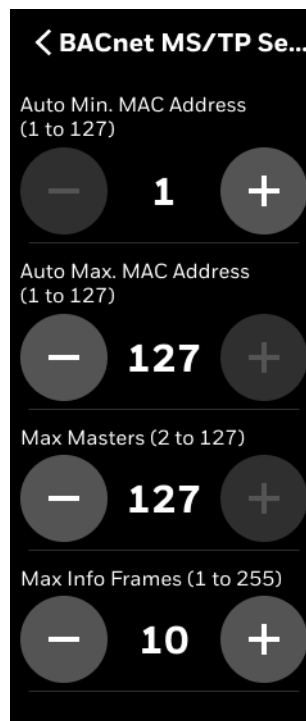 BACnet MS/TP Se...
Auto Min. MAC Address
(1 to 127)
1
Auto Max. MAC Address
(1 to 127)
127
Max Masters (2 to 127)
127
Max Info Frames (1 to 255)
10